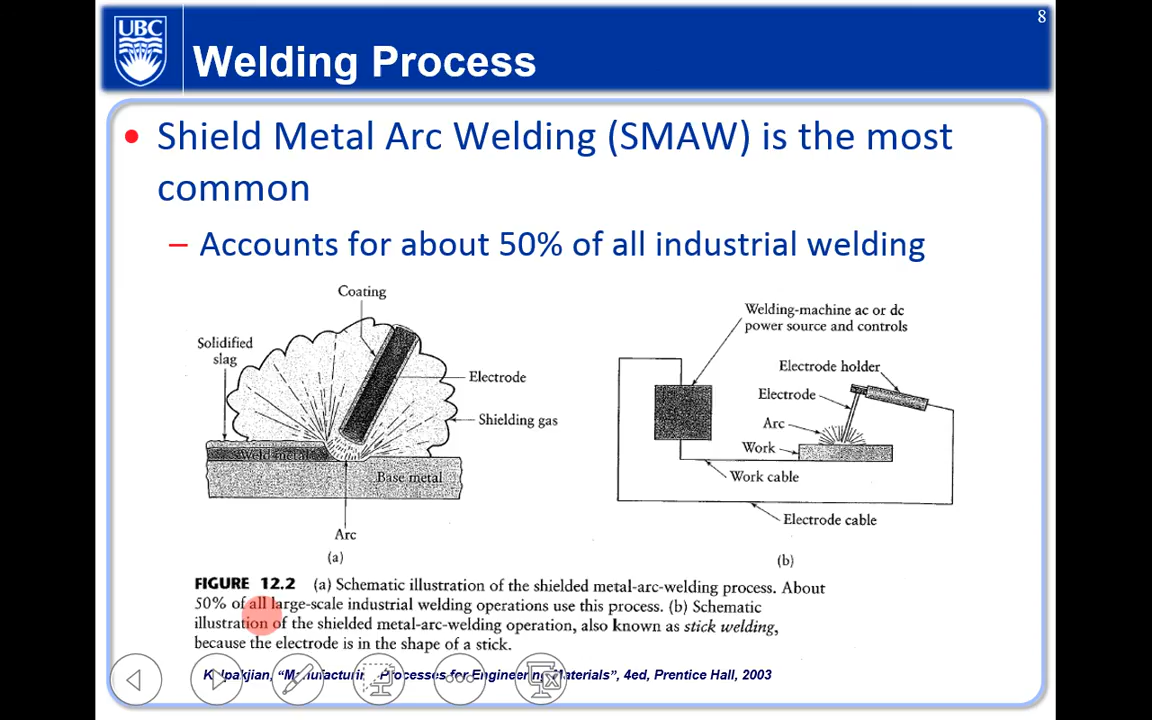 8
UBC
Welding Process
• Shield Metal Arc Welding (SMAW) is the most
common
– Accounts for about 50% of all industrial welding
Coating
Solidified
slag
Electrode
Shielding gas
Weld metal
Base metal
Arc
(a)
Welding-machine ac or dc
power source and controls
Electrode holder
Electrode
Arc
Work
Work cable
Electrode cable
(b)
FIGURE 12.2 (a) Schematic illustration of the shielded metal-arc-welding process. About
50% of all large-scale industrial welding operations use this process. (b) Schematic
illustration of the shielded metal-arc-welding operation, also known as stick welding,
because the electrode is in the shape of a stick.
Processes for Engineering Materials", 4ed, Prentice Hall, 2003